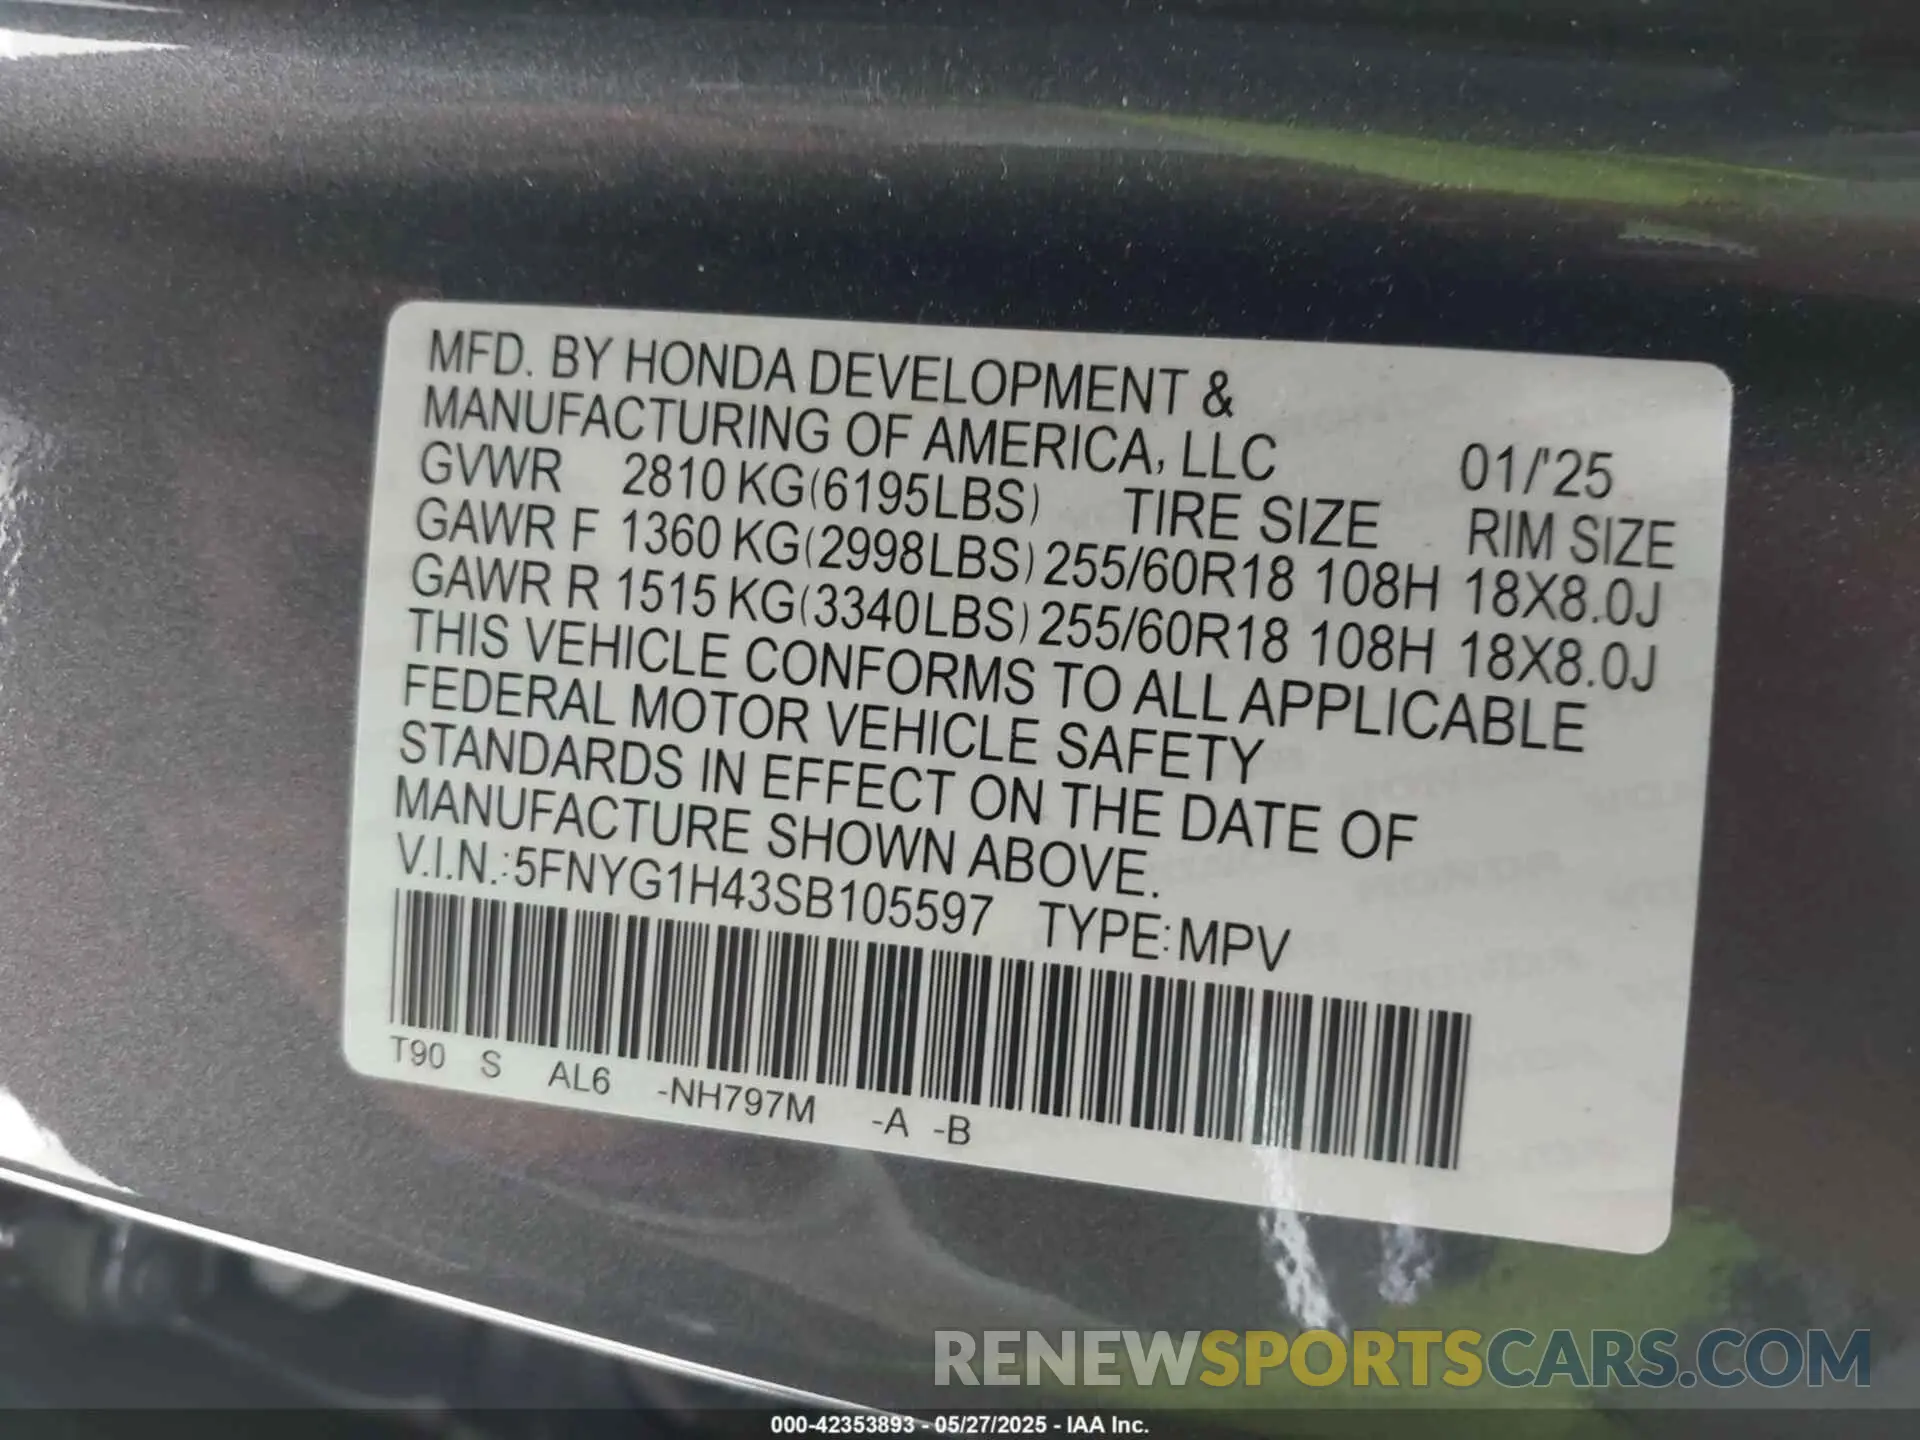 MFD. BY HONDA DEVELOPMENT &
MANUFACTURING OF AMERICA, LLC 01/'25
GVWR 2810 KG(6195LBS) TIRE SIZE RIM SIZE
GAWR F 1360 KG(2998LBS) 255/60R18 108H 18X8.0J
GAWR R 1515 KG(3340LBS) 255/60R18 108H 18X8.0J
THIS VEHICLE CONFORMS TO ALL APPLICABLE
FEDERAL MOTOR VEHICLE SAFETY
STANDARDS IN EFFECT ON THE DATE OF
MANUFACTURE SHOWN ABOVE.
V.I.N.:5FNYG1H43SB105597 TYPE:MPV
T90 S AL6 -NH797M -A -B
RENEWSPORTSCARS.COM
000-42353893 - 05/27/2025 - IAA Inc.